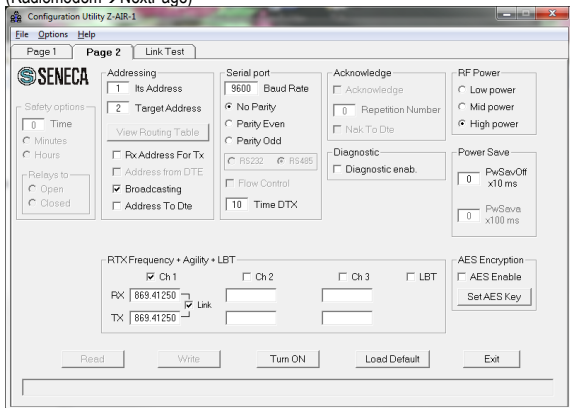 (Radiomodem→NextPage)
Configuration Utility Z-AIR-1
File Options Help
Page 1 Page 2 Link Test
SENECA
Safety options
0 Time
Minutes
Hours
Relays to
Open
Closed
Addressing
1 Its Address
2 Target Address
View Routing Table
Rx Address For Tx
Address from DTE
Broadcasting
Address To Dte
Serial port
9600 Baud Rate
No Parity
Parity Even
Parity Odd
RS232 RS485
Flow Control
10 Time DTX
Acknowledge
Acknowledge
0 Repetition Number
Nak To Dte
Diagnostic
Diagnostic enab.
RF Power
Low power
Mid power
High power
Power Save
0 PwSavOff
x10 ms
0 PwSava
x100 ms
RTX Frequency + Agility + LBT
Ch 1 Ch 2 Ch 3 LBT
RX 869.41250
Link
TX 869.41250
AES Encryption
AES Enable
Set AES Key
Read Write Turn ON Load Default Exit